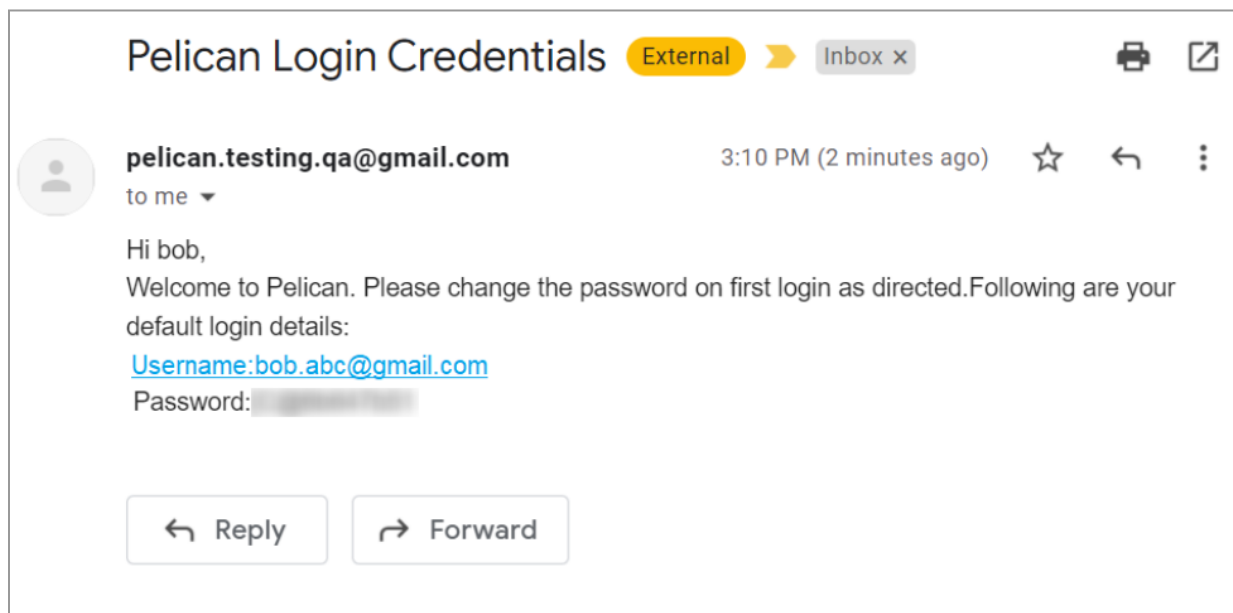 Pelican Login Credentials External Inbox x
pelican.testing.qa@gmail.com 3:10 PM (2 minutes ago)
to me
Hi bob,
Welcome to Pelican. Please change the password on first login as directed.Following are your
default login details:
Username:bob.abc@gmail.com
Password:
Reply Forward